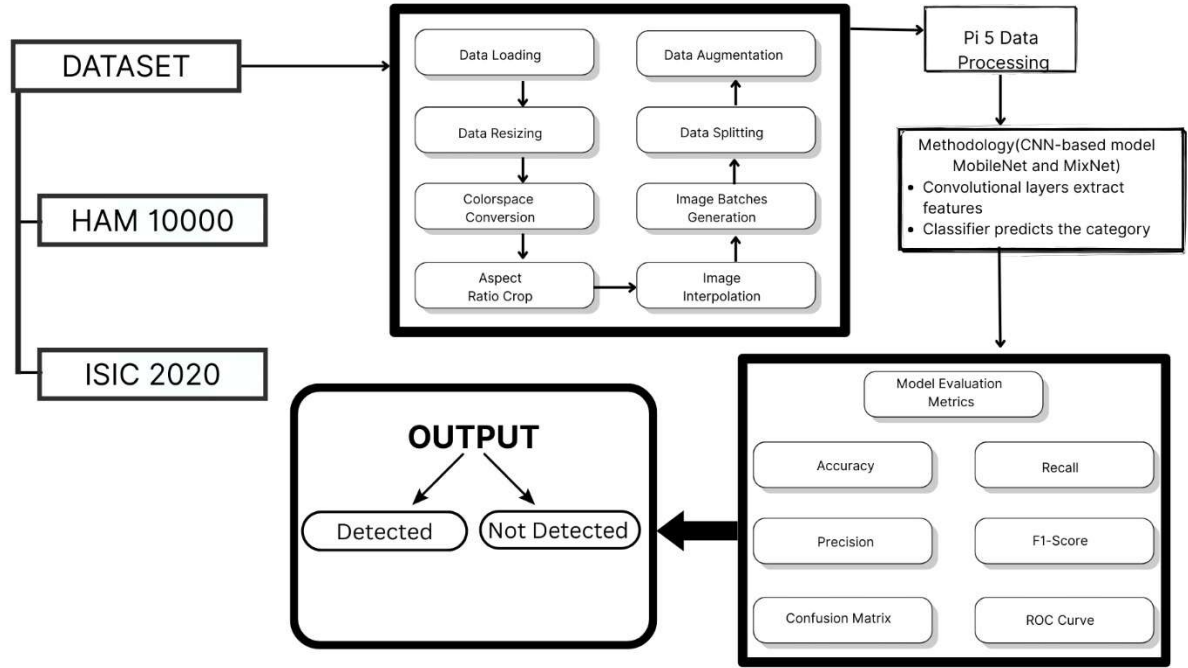 DATASET
HAM 10000
ISIC 2020
Data Loading
Data Resizing
Colorspace
Conversion
Aspect
Ratio Crop
Image
Interpolation
Image Batches
Generation
Data Splitting
Data Augmentation
Pi 5 Data
Processing
Methodology(CNN-based model
MobileNet and MixNet)
• Convolutional layers extract
features
• Classifier predicts the category
Model Evaluation
Metrics
Accuracy
Recall
Precision
F1-Score
Confusion Matrix
ROC Curve
OUTPUT
Detected
Not Detected